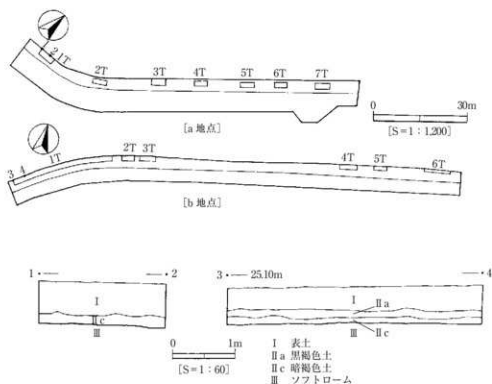 2 1T
2T 3T 4T 5T 6T 7T
[a 地点]
0 30m
[S=1：1,200]
3 4 1T 2T 3T 4T 5T 6T
[b 地点]
1 2
Ⅰ
Ⅱc
Ⅲ
3 25.10m 4
Ⅰ
Ⅱa
Ⅲ Ⅱc
0 1m
[S=1：60]
Ⅰ 表土
Ⅱa 黒褐色土
Ⅱc 暗褐色土
Ⅲ ソフトローム